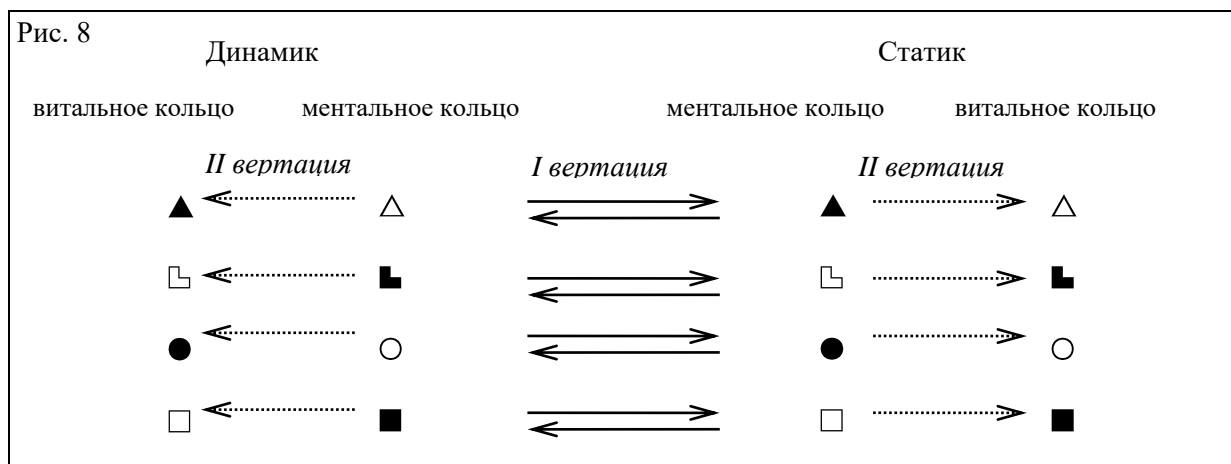 Рис. 8
Динамик Статик
витальное кольцо ментальное кольцо ментальное кольцо витальное кольцо
II вертация I вертация II вертация